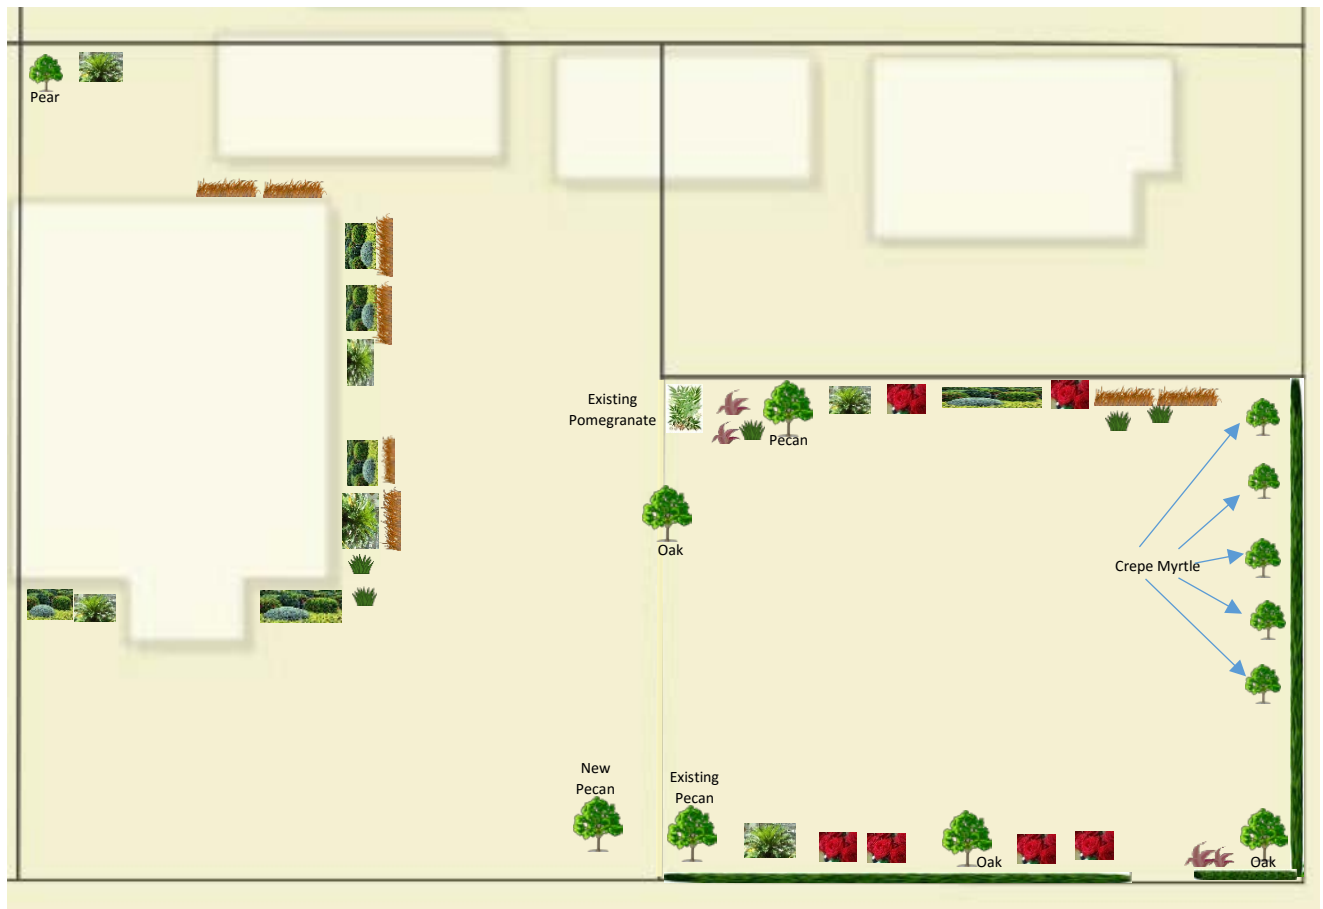 Pear
Existing
Pomegranate
Pecan
Oak
Crepe Myrtle
New
Pecan
Existing
Pecan
Oak
Oak